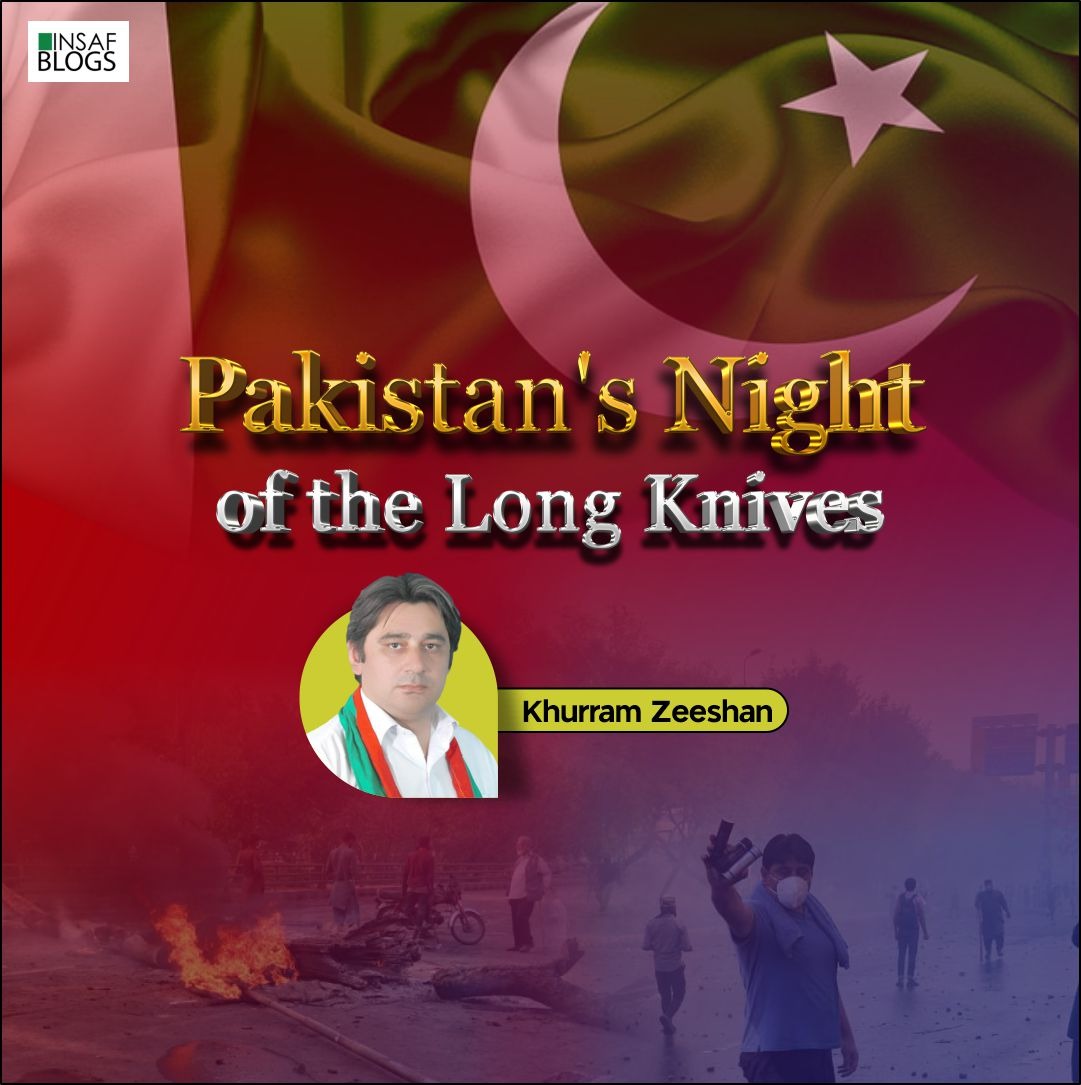 INSAF
BLOGS
Pakistan's Night
of the Long Knives
Khurram Zeeshan